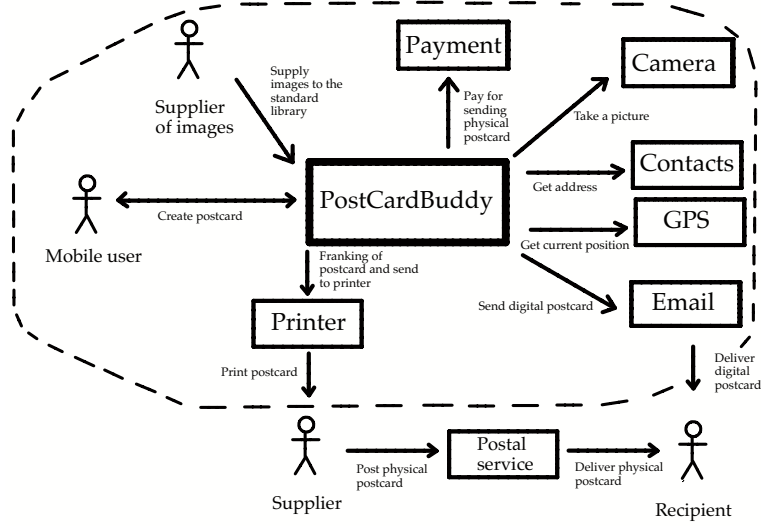 Payment
Camera
Supplier
of images
Supply
images to the
standard
library
Pay for
sending
physical
postcard
Take a picture
Contacts
Get address
PostCardBuddy
Create postcard
Mobile user
GPS
Get current position
Franking of
postcard and send
to printer
Email
Send digital postcard
Printer
Print postcard
Deliver
digital
postcard
Supplier
Post physical
postcard
Postal
service
Deliver physical
postcard
Recipient